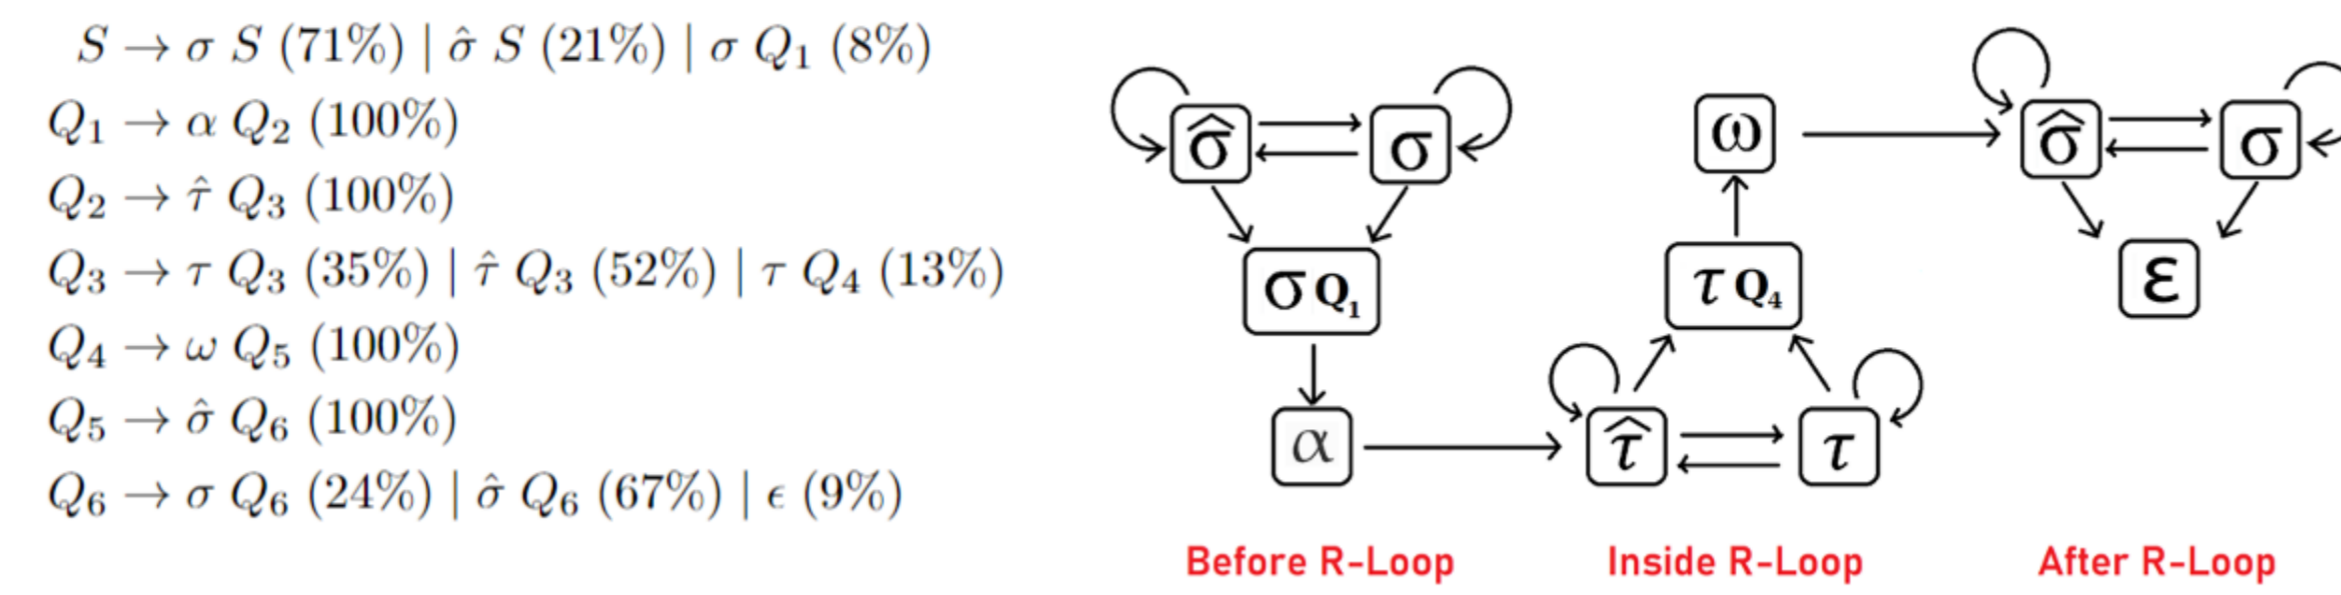 S → σ S (71%) | σ̂ S (21%) | σ Q₁ (8%)
Q₁ → α Q₂ (100%)
Q₂ → τ̂ Q₃ (100%)
Q₃ → τ Q₃ (35%) | τ̂ Q₃ (52%) | τ Q₄ (13%)
Q₄ → ω Q₅ (100%)
Q₅ → σ̂ Q₆ (100%)
Q₆ → σ Q₆ (24%) | σ̂ Q₆ (67%) | ϵ (9%)
σ̂
σ
σ Q₁
α
Before R-Loop
ω
τ Q₄
τ̂
τ
Inside R-Loop
σ̂
σ
ε
After R-Loop